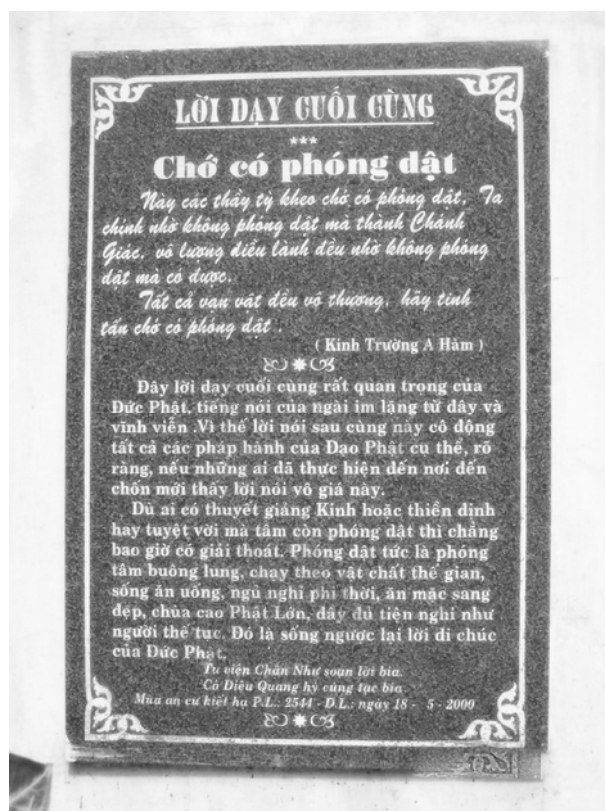 LỜI DẠY CUỐI CÙNG
***
Chớ có phóng dật
Này các thầy tỳ kheo chớ có phóng dật, Ta
chính nhờ không phóng dật mà thành Chánh
Giác, vô lượng điều lành đều nhờ không phóng
dật mà có được.
Tất cả vạn vật đều vô thường, hãy tinh
tấn chớ có phóng dật .
( Kinh Trường A Hàm )
Đây lời dạy cuối cùng rất quan trọng của
Đức Phật, tiếng nói của ngài im lặng từ đây và
vĩnh viễn .Vì thế lời nói sau cùng này cô động
tất cả các pháp hành của Đạo Phật cụ thể, rõ
ràng, nếu những ai đã thực hiện đến nơi đến
chốn mới thấy lời nói vô giá này.
Dù ai có thuyết giảng Kinh hoặc thiền định
hay tuyệt vời mà tâm còn phóng dật thì chẳng
bao giờ có giải thoát. Phóng dật tức là phóng
tâm buông lung, chạy theo vật chất thế gian,
sống ăn uống, ngủ nghỉ phi thời, ăn mặc sang
đẹp, chùa cao Phật Lớn, đầy đủ tiện nghi như
người thế tục. Đó là sống ngược lại lời di chúc
của Đức Phật.
Tu viện Chân Như soạn lời bia.
Cô Diệu Quang hỷ cúng tạc bia.
Mùa an cư kiết hạ P.L.: 2544 - D.L.: ngày 18 - 5 - 2000